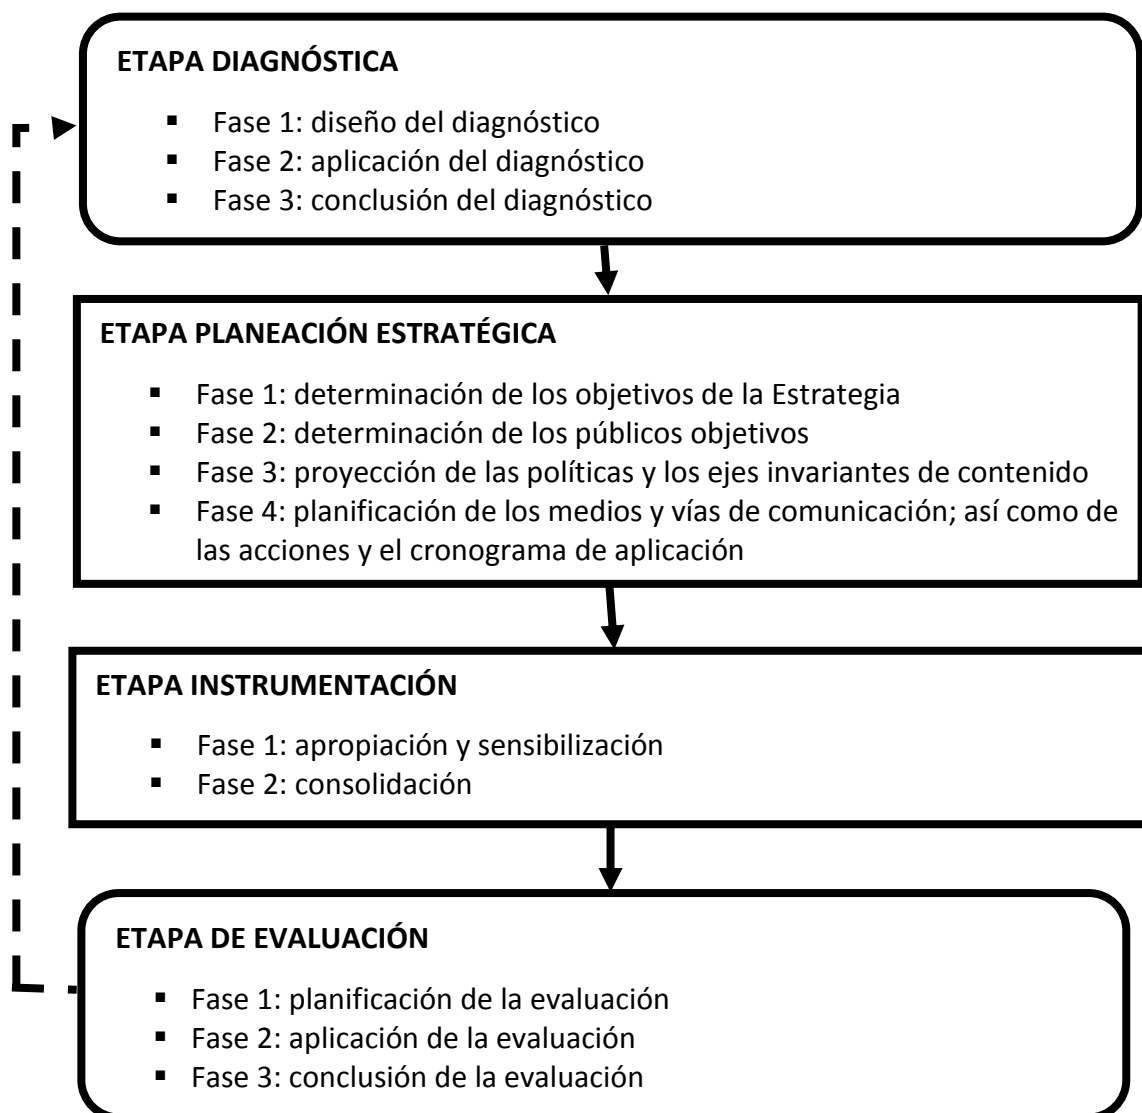 ETAPA DIAGNÓSTICA
▪ Fase 1: diseño del diagnóstico
▪ Fase 2: aplicación del diagnóstico
▪ Fase 3: conclusión del diagnóstico
ETAPA PLANEACIÓN ESTRATÉGICA
▪ Fase 1: determinación de los objetivos de la Estrategia
▪ Fase 2: determinación de los públicos objetivos
▪ Fase 3: proyección de las políticas y los ejes invariantes de contenido
▪ Fase 4: planificación de los medios y vías de comunicación; así como de
las acciones y el cronograma de aplicación
ETAPA INSTRUMENTACIÓN
▪ Fase 1: apropiación y sensibilización
▪ Fase 2: consolidación
ETAPA DE EVALUACIÓN
▪ Fase 1: planificación de la evaluación
▪ Fase 2: aplicación de la evaluación
▪ Fase 3: conclusión de la evaluación